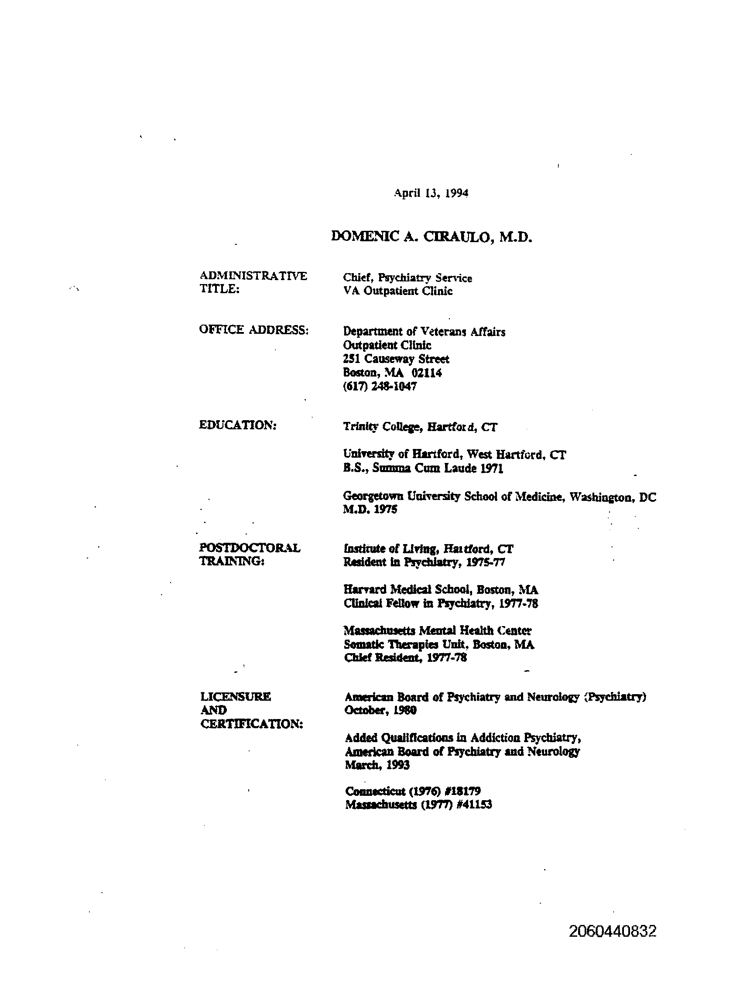 April 13, 1994
DOMENIC A. CIRAULO, M.D.
ADMINISTRATIVE
TITLE:
Chief, Psychiatry Service
VA Outpatient Clinic
OFFICE ADDRESS:
Department of Veterans Affairs
Outpatient Clinic
251 Causeway Street
Boston, MA 02114
(617) 248-1047
EDUCATION:
Trinity College, Hartford, CT
University of Hartford, West Hartford, CT
B.S., Summa Cum Laude 1971
Georgetown University School of Medicine, Washington, DC
M.D. 1975
POSTDOCTORAL
TRAINING:
Institute of Living, Hartford, CT
Resident in Psychiatry, 1975-77
Harvard Medical School, Boston, MA
Clinical Fellow in Psychiatry, 1977-78
Massachusetts Mental Health Center
Somatic Therapies Unit, Boston, MA
Chief Resident, 1977-78
LICENSURE
AND
CERTIFICATION:
American Board of Psychiatry and Neurology (Psychiatry)
October, 1980
Added Qualifications in Addiction Psychiatry,
American Board of Psychiatry and Neurology
March, 1993
Connecticut (1976) #18179
Massachusetts (1977) #41153
2060440832